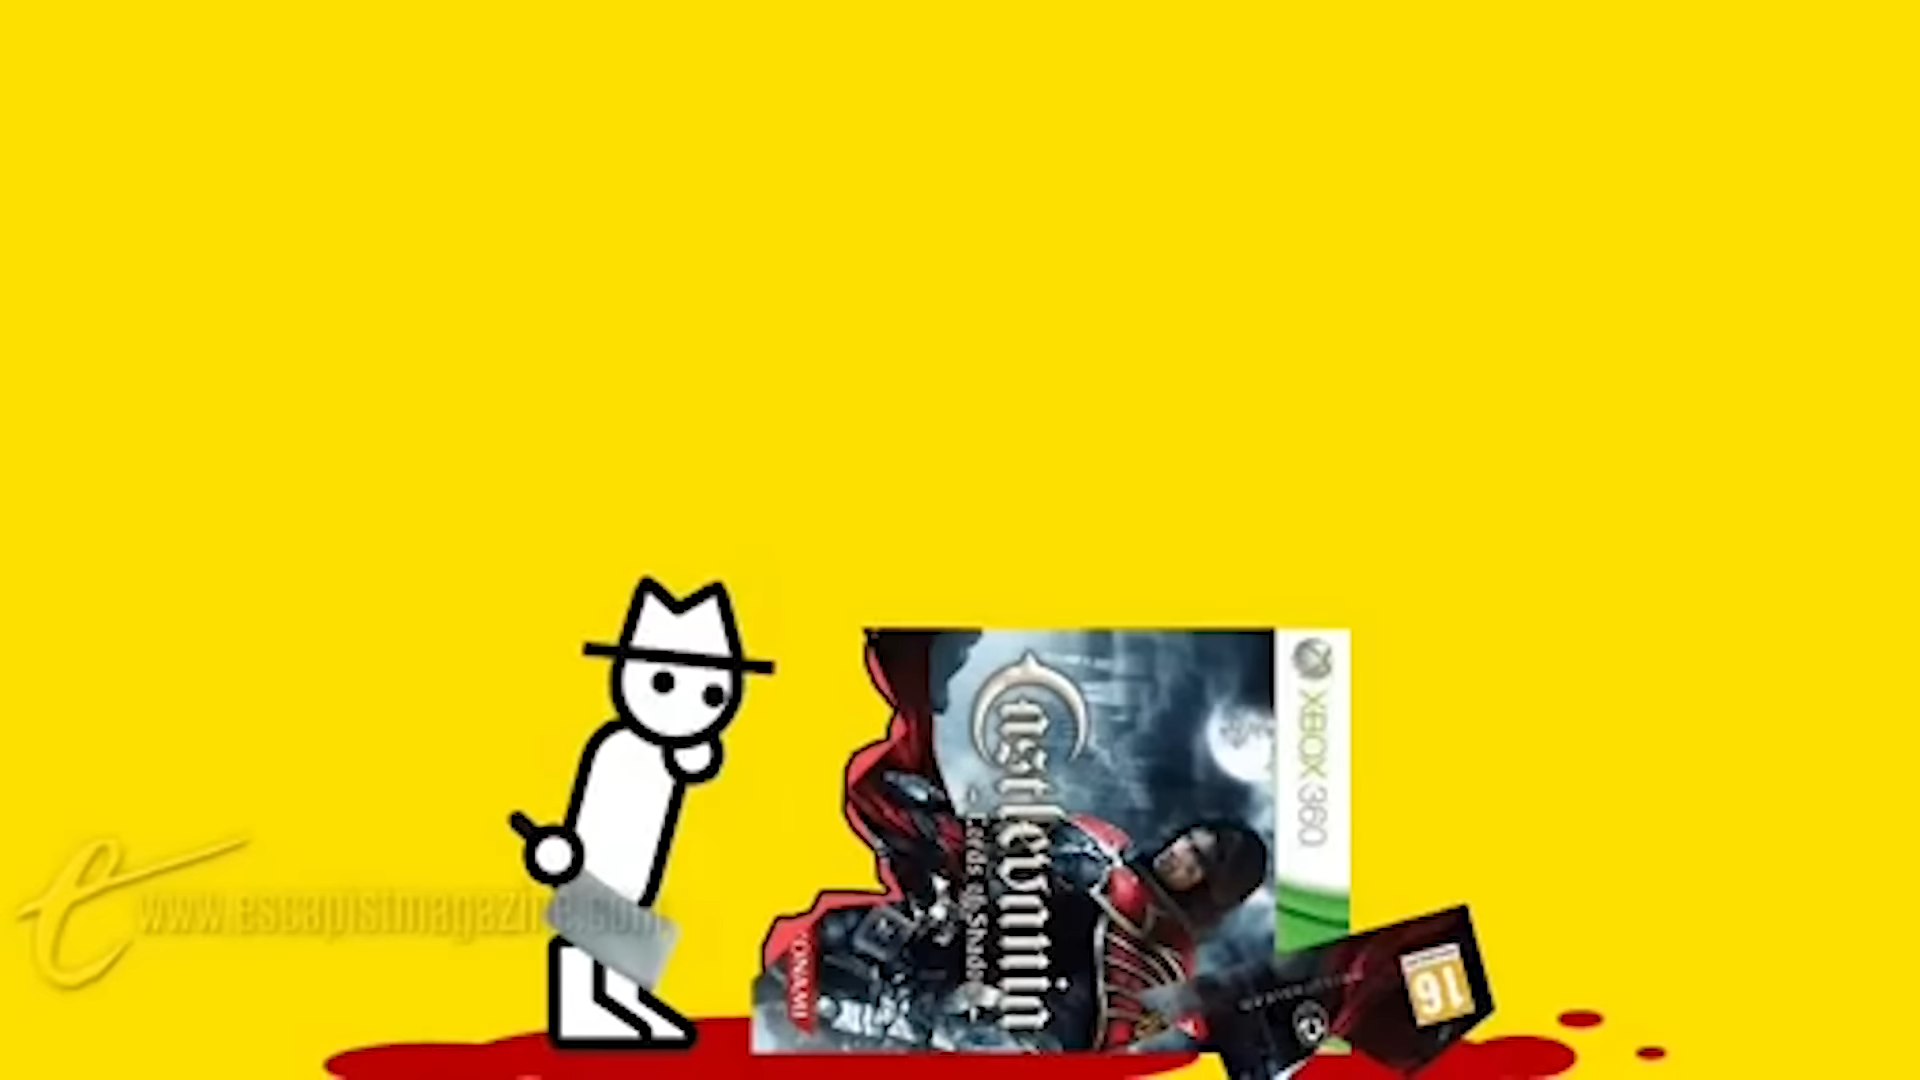 www.escapistmagazine.com
Castlevania
- Lords of Shadow
XBOX 360
KONAMI
16